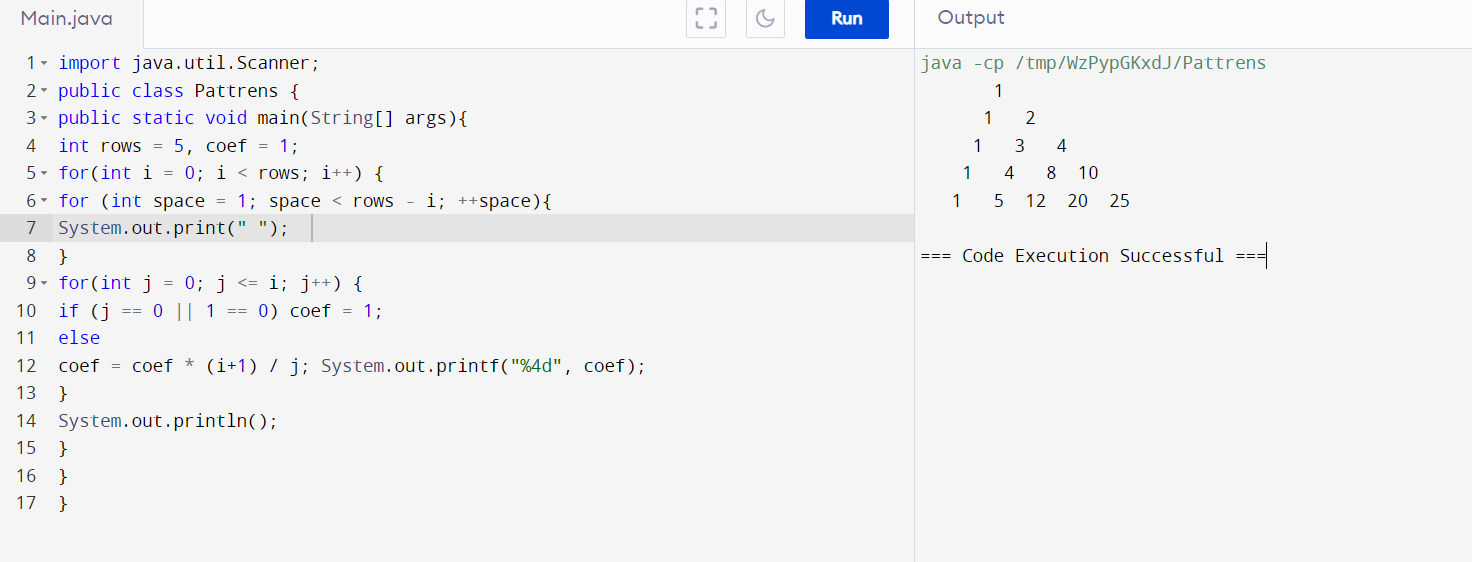 Main.java
Run
Output
1 import java.util.Scanner;
2 public class Pattrens {
3 public static void main(String[] args){
4 int rows = 5, coef = 1;
5 for(int i = 0; i < rows; i++) {
6 for (int space = 1; space < rows - i; ++space){
7 System.out.print(" ");
8 }
9 for(int j = 0; j <= i; j++) {
10 if (j == 0 || 1 == 0) coef = 1;
11 else
12 coef = coef * (i+1) / j; System.out.printf("%4d", coef);
13 }
14 System.out.println();
15 }
16 }
17 }
java -cp /tmp/WzPypGKxdJ/Pattrens
1
1 2
1 3 4
1 4 8 10
1 5 12 20 25
=== Code Execution Successful ===